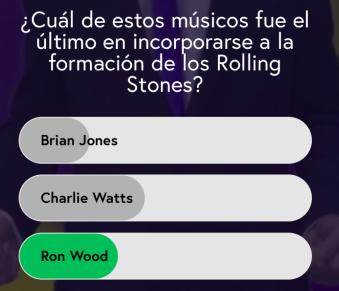 ¿Cuál de estos músicos fue el
último en incorporarse a la
formación de los Rolling
Stones?
Brian Jones
Charlie Watts
Ron Wood